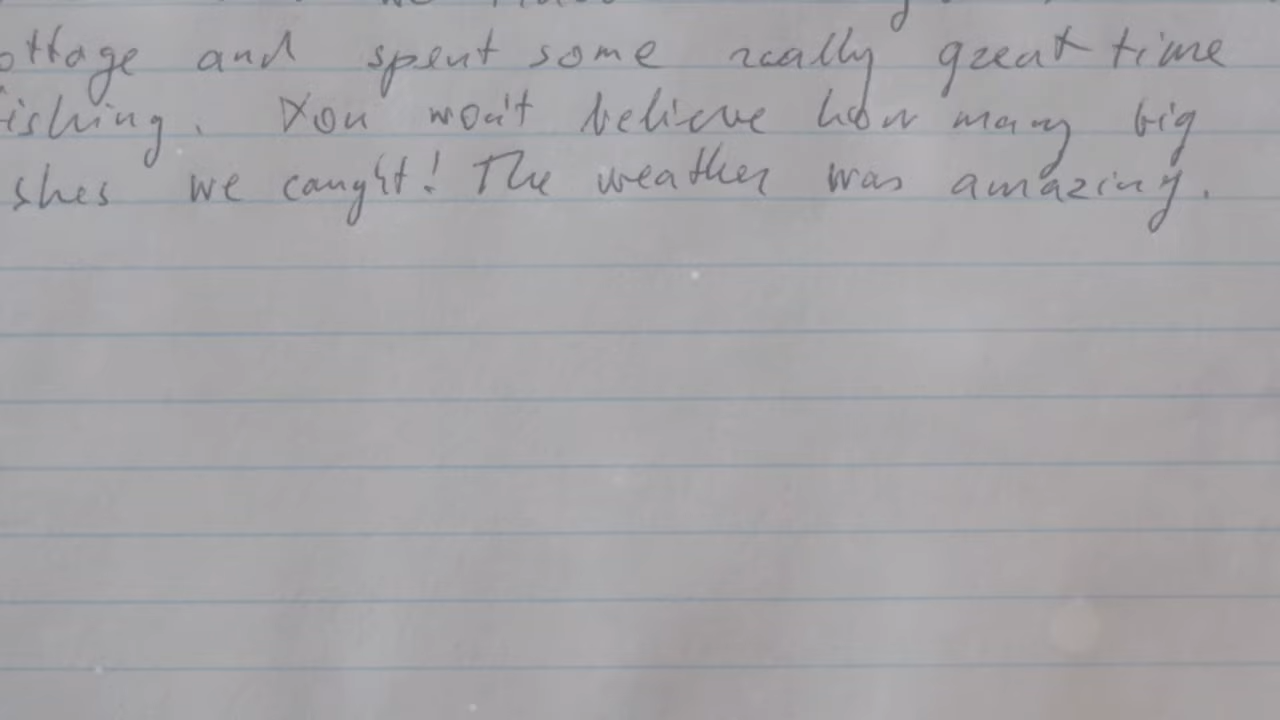 we
ottage and spent some really great time
ishing. You won't believe how many big
shes we caught! The weather was amazing.